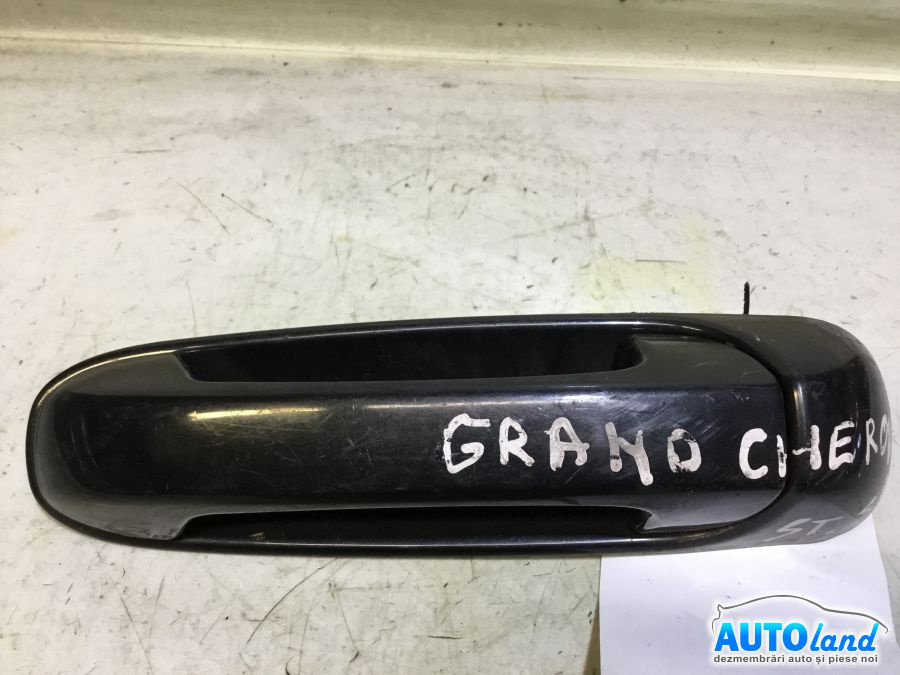 GRAND CHERO
ST
AUTOland
dezmembrări auto și piese noi